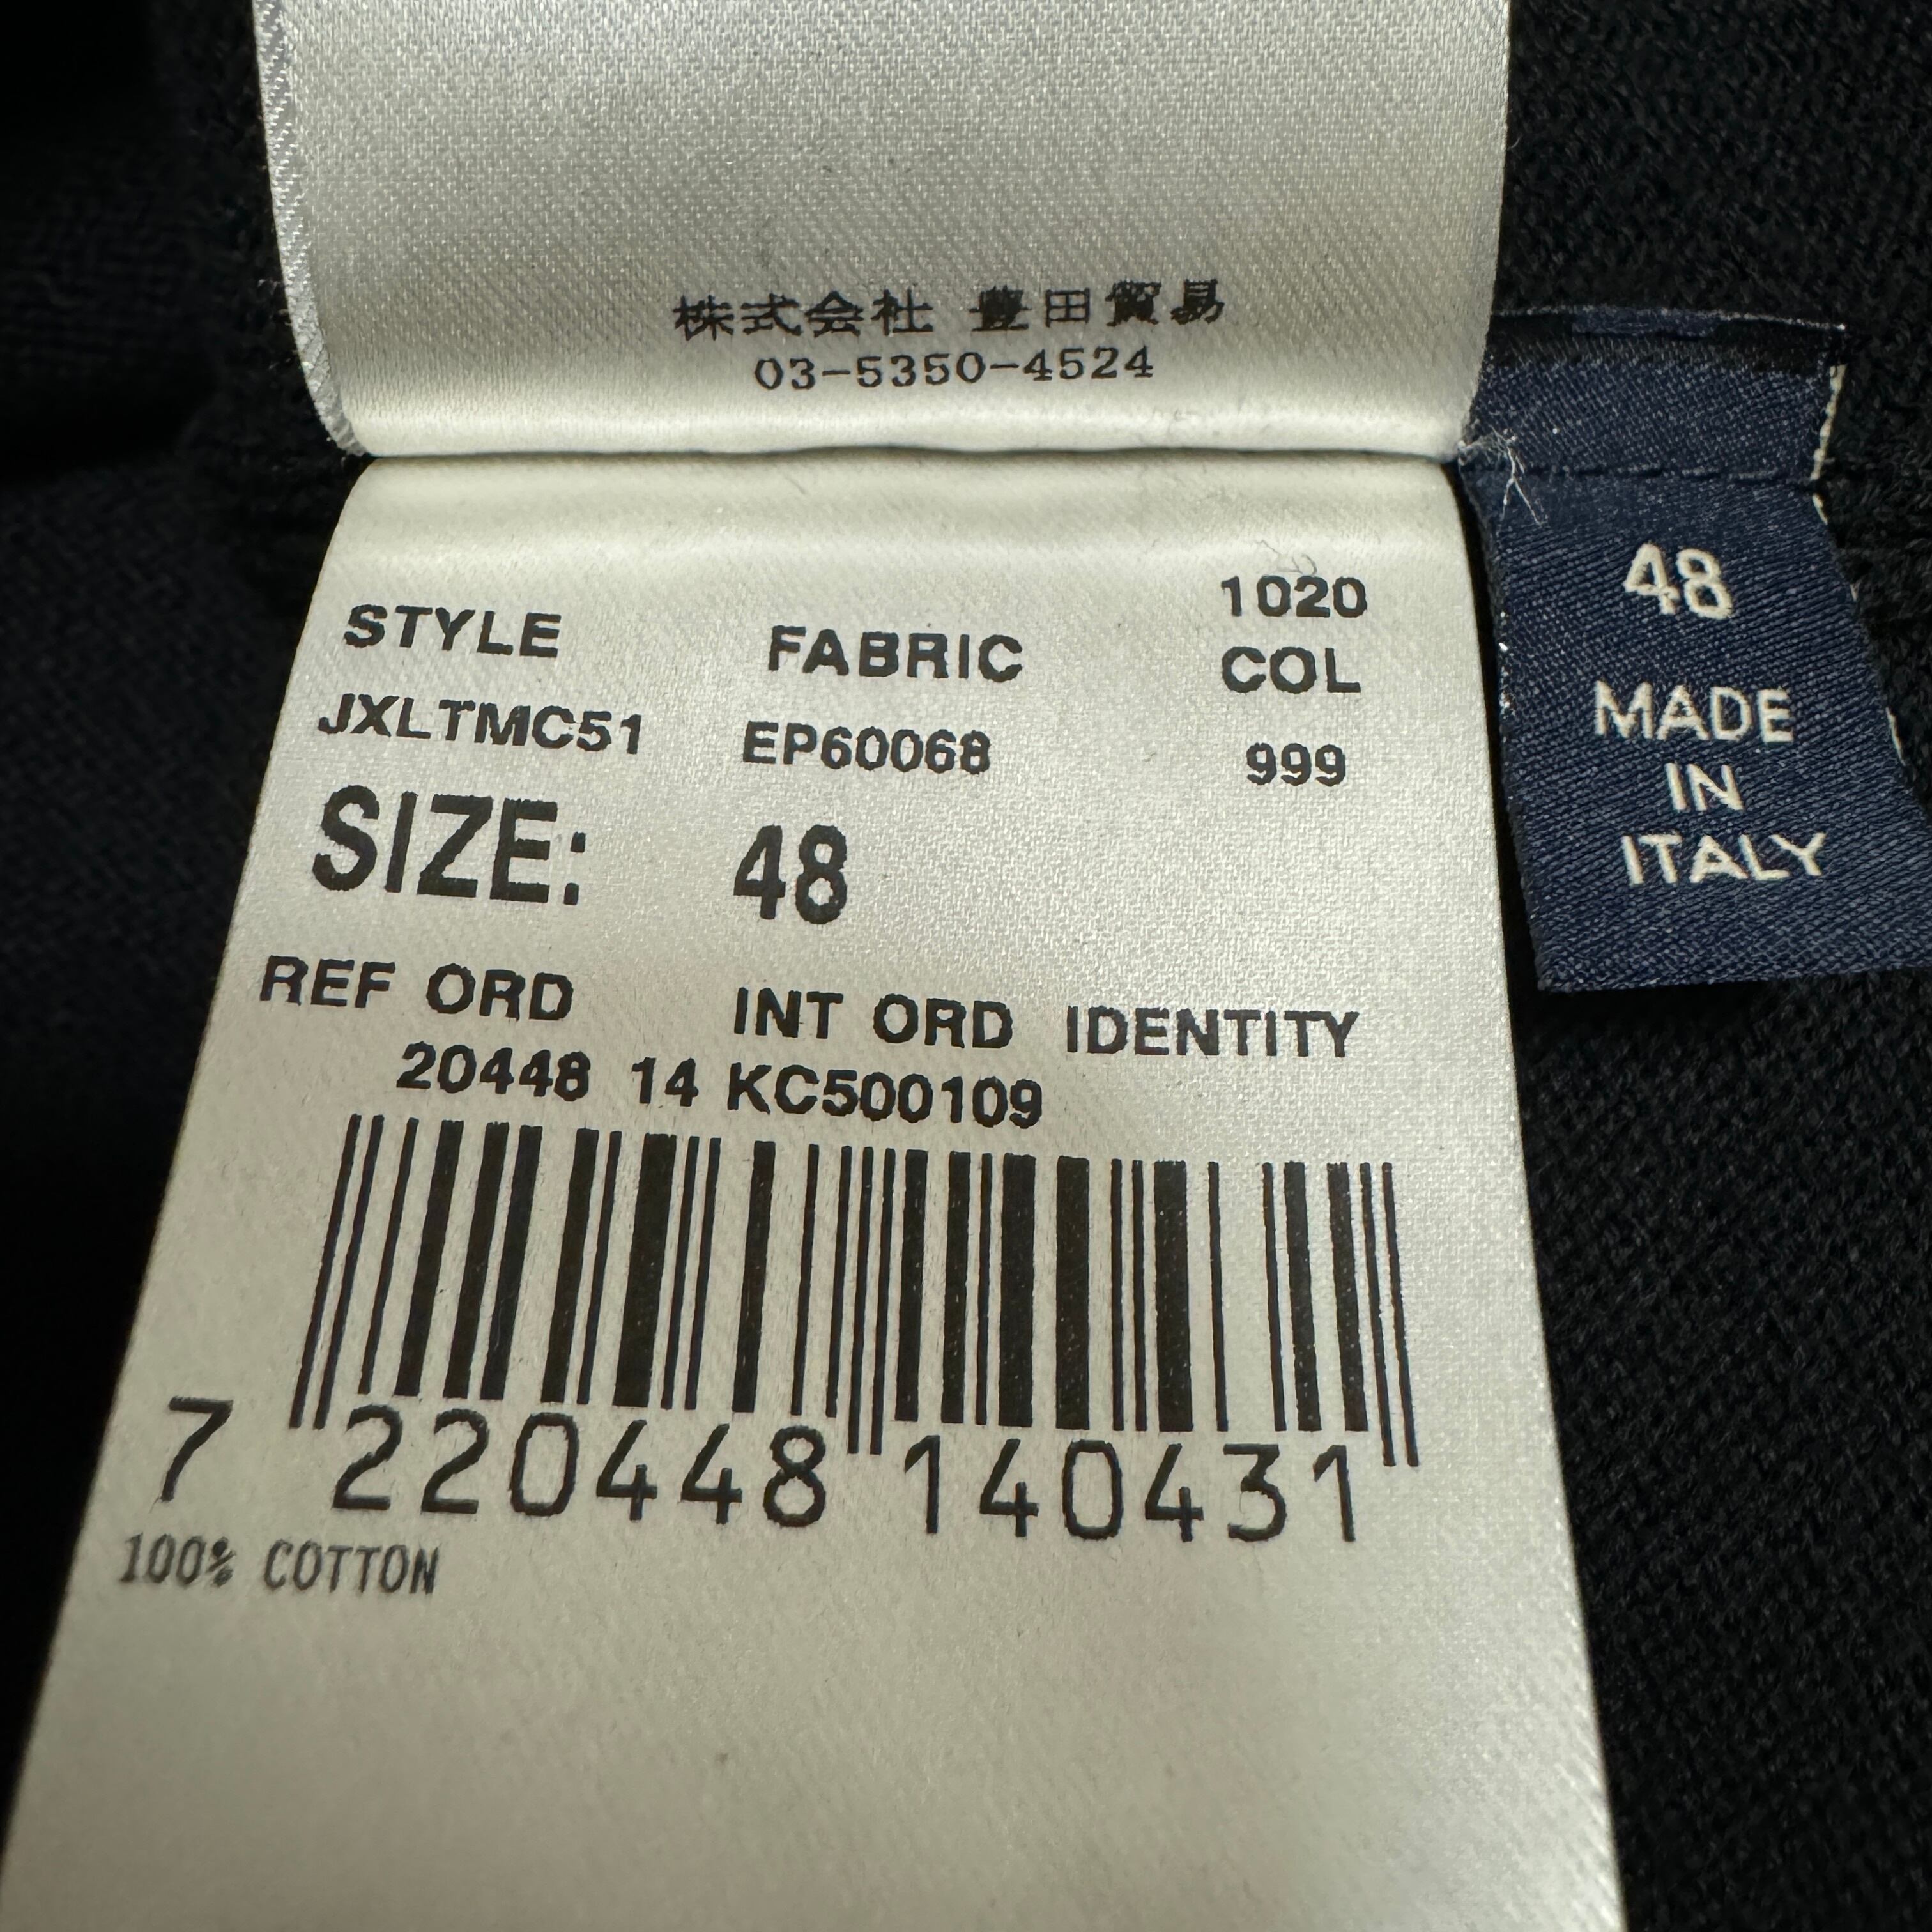 株式会社 豊田貿易
03-5350-4524
1020
STYLE FABRIC COL
JXLTMC51 EP60068 999
SIZE: 48
REF ORD INT ORD IDENTITY
20448 14 KC500109
7 220448 140431
100% COTTON
48
MADE
IN
ITALY